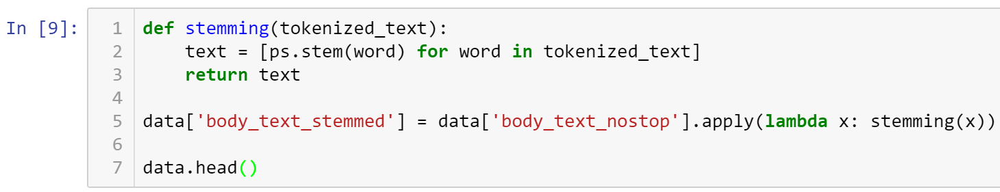 In [9]:
1 def stemming(tokenized_text):
2     text = [ps.stem(word) for word in tokenized_text]
3     return text
4
5 data['body_text_stemmed'] = data['body_text_nostop'].apply(lambda x: stemming(x))
6
7 data.head()